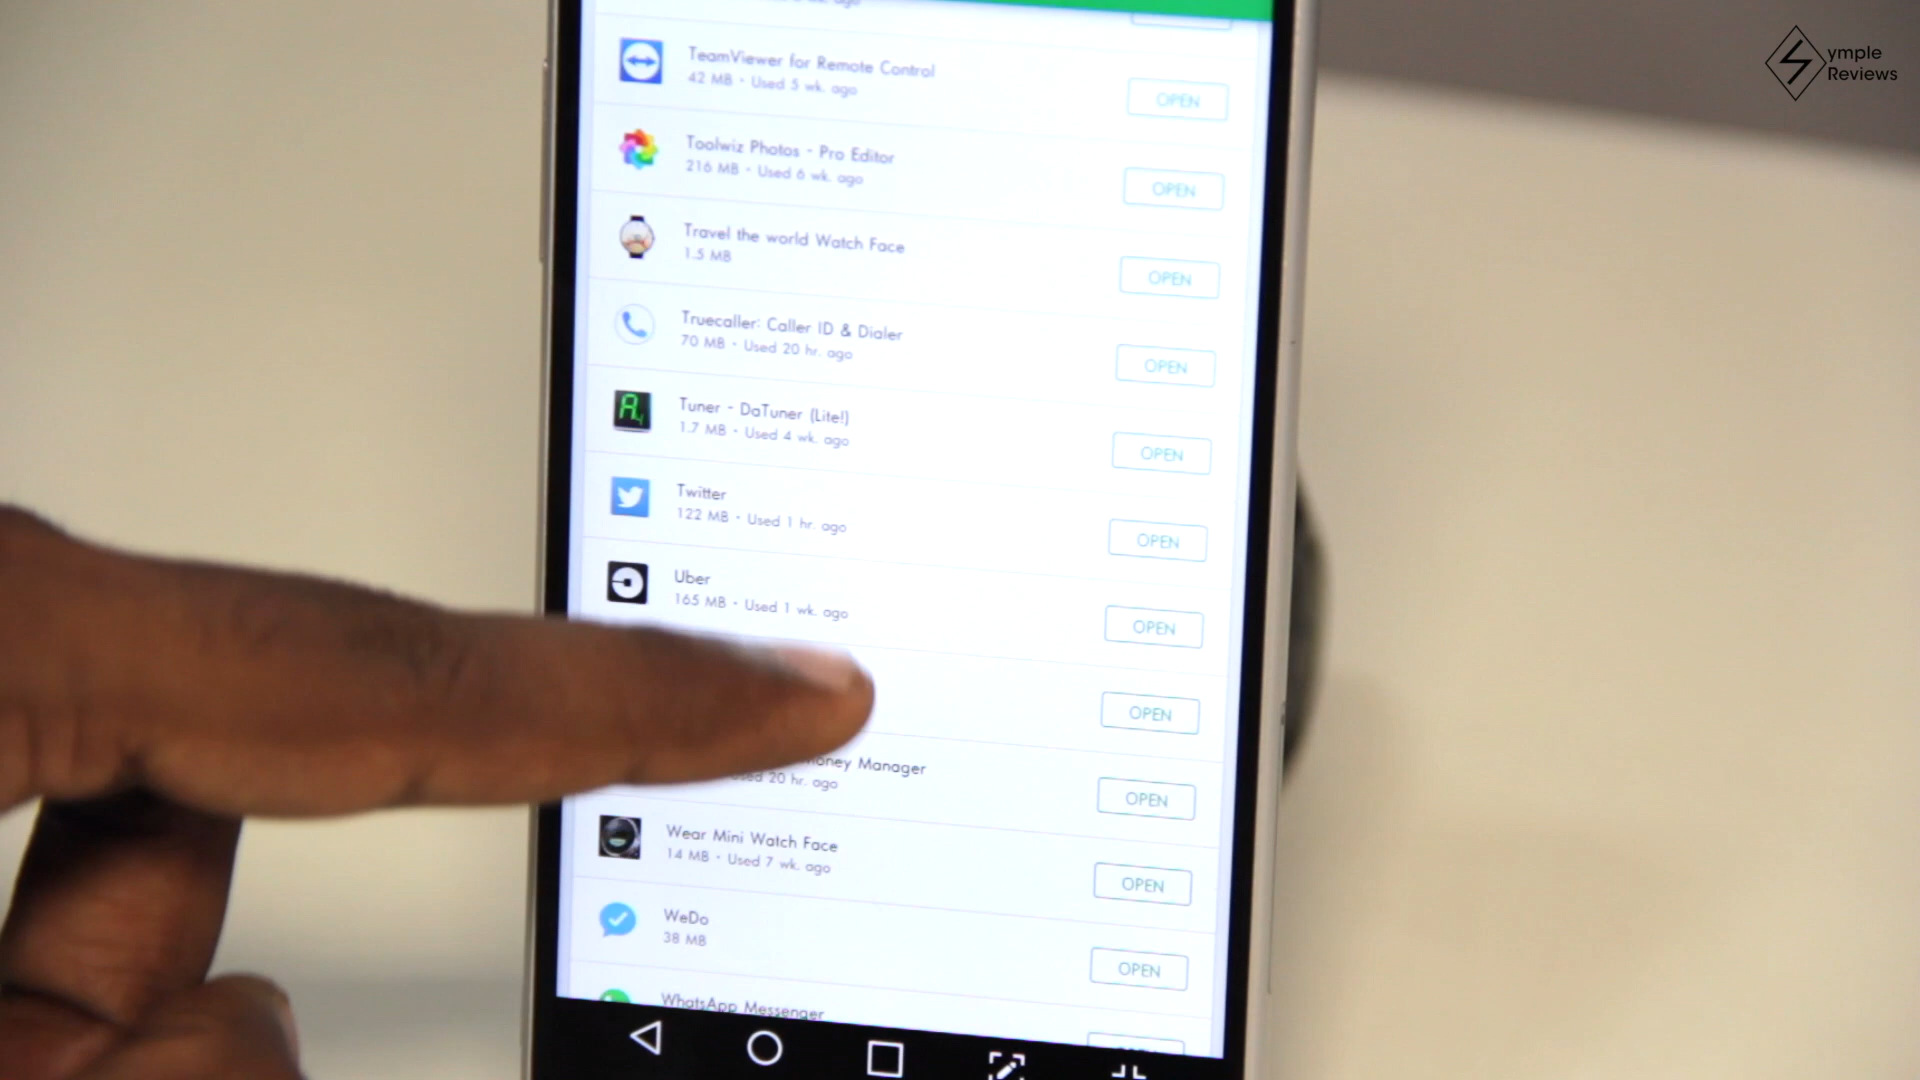 ymple
Reviews
ago
TeamViewer for Remote Control
42 MB • Used 5 wk. ago
OPEN
Toolwiz Photos - Pro Editor
216 MB • Used 6 wk. ago
OPEN
Travel the world Watch Face
1.5 MB
OPEN
Truecaller: Caller ID & Dialer
70 MB • Used 20 hr. ago
OPEN
A4
Tuner - DaTuner (Lite!)
1.7 MB • Used 4 wk. ago
OPEN
Twitter
122 MB • Used 1 hr. ago
OPEN
Uber
165 MB • Used 1 wk. ago
OPEN
OPEN
Manager
20 hr. ago
OPEN
Wear Mini Watch Face
14 MB • Used 7 wk. ago
OPEN
WeDo
38 MB
OPEN
WhatsApp Messenger